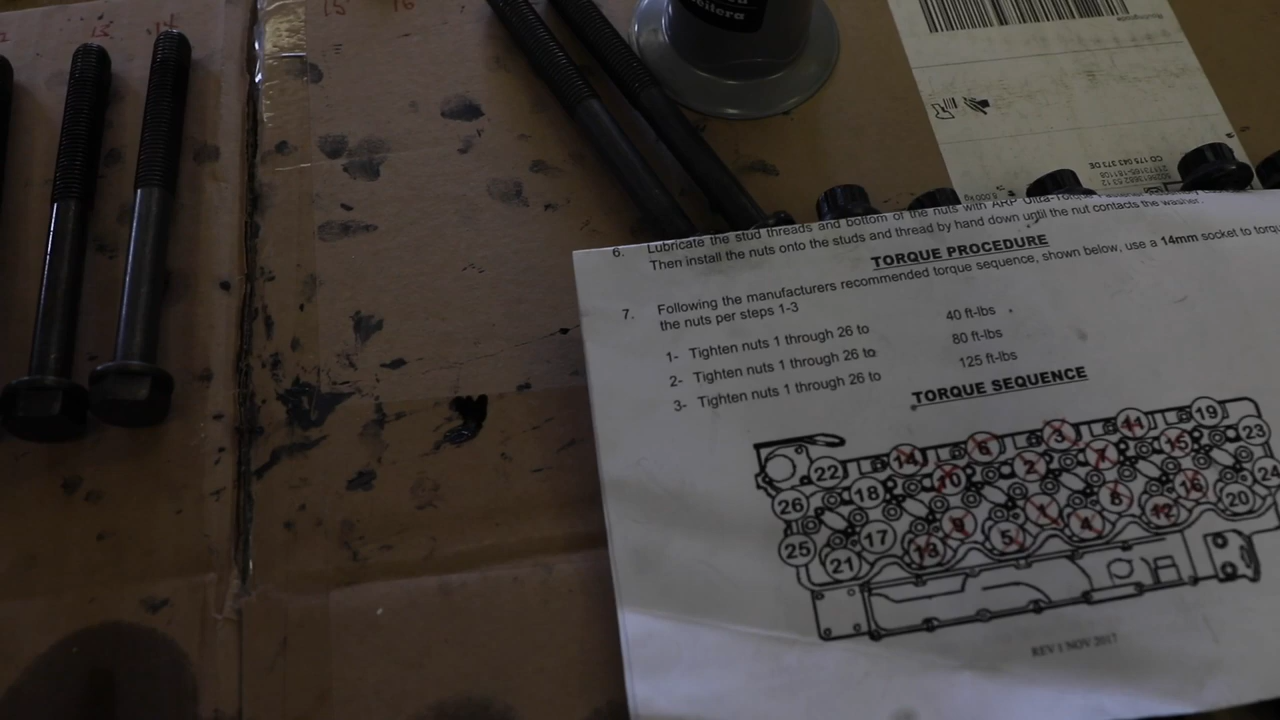 13
14
15
16
6. Lubricate the stud threads and bottom of the nuts with ARP Ultra-Torque
Then install the nuts onto the studs and thread by hand down until the nut contacts the washer.
TORQUE PROCEDURE
7. Following the manufacturers recommended torque sequence, shown below, use a 14mm socket to torqu
the nuts per steps 1-3
1- Tighten nuts 1 through 26 to 40 ft-lbs
2- Tighten nuts 1 through 26 to 80 ft-lbs
3- Tighten nuts 1 through 26 to 125 ft-lbs
TORQUE SEQUENCE
22 14 6 3 11 19
26 18 10 2 7 15 23
25 17 9 1 8 16 24
21 13 5 4 12 20
REV 1 NOV 2017